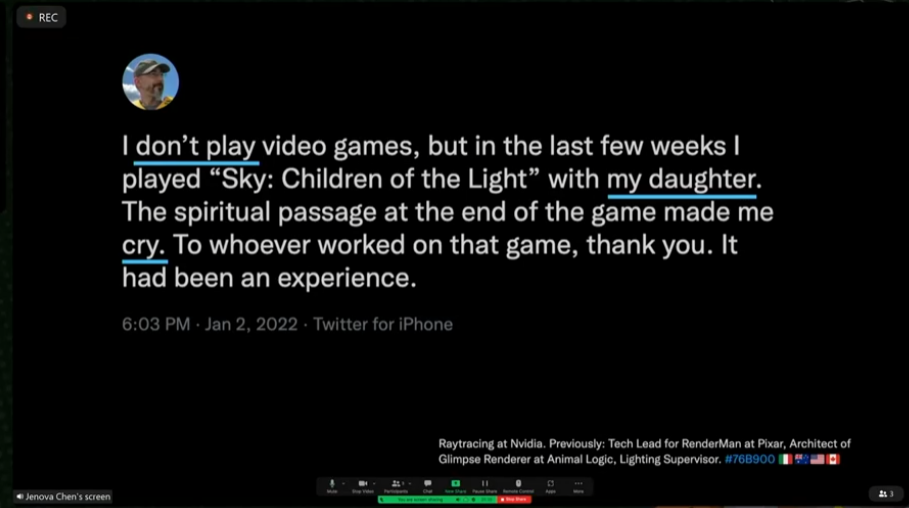 REC
I don't play video games, but in the last few weeks I
played “Sky: Children of the Light” with my daughter.
The spiritual passage at the end of the game made me
cry. To whoever worked on that game, thank you. It
had been an experience.
6:03 PM · Jan 2, 2022 · Twitter for iPhone
Raytracing at Nvidia. Previously: Tech Lead for RenderMan at Pixar, Architect of
Glimpse Renderer at Animal Logic, Lighting Supervisor. #76B900
Mute Stop Video Participants Chat New Share Pause Share Remote Control Apps More
You are screen sharing Stop Share
Jenova Chen's screen
3